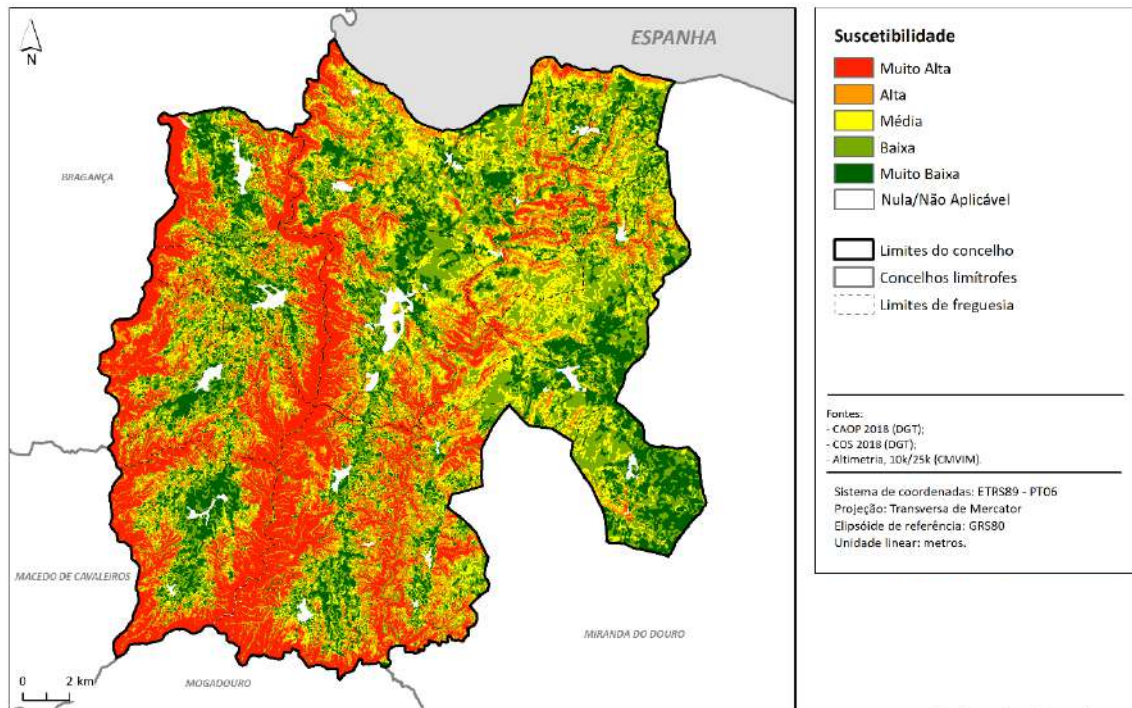 N
ESPANHA
BRAGANÇA
MACEDO DE CAVALEIROS
MIRANDA DO DOURO
MOGADOURO
0 2 km
Suscetibilidade
Muito Alta
Alta
Média
Baixa
Muito Baixa
Nula/Não Aplicável
Limites do concelho
Concelhos limítrofes
Limites de freguesia
Fontes:
- CAOP 2018 (DGT);
- COS 2018 (DGT);
- Altimetria, 10k/25k (CMVIM).
Sistema de coordenadas: ETRS89 - PT06
Projeção: Transversa de Mercator
Elipsóide de referência: GRS80
Unidade linear: metros.